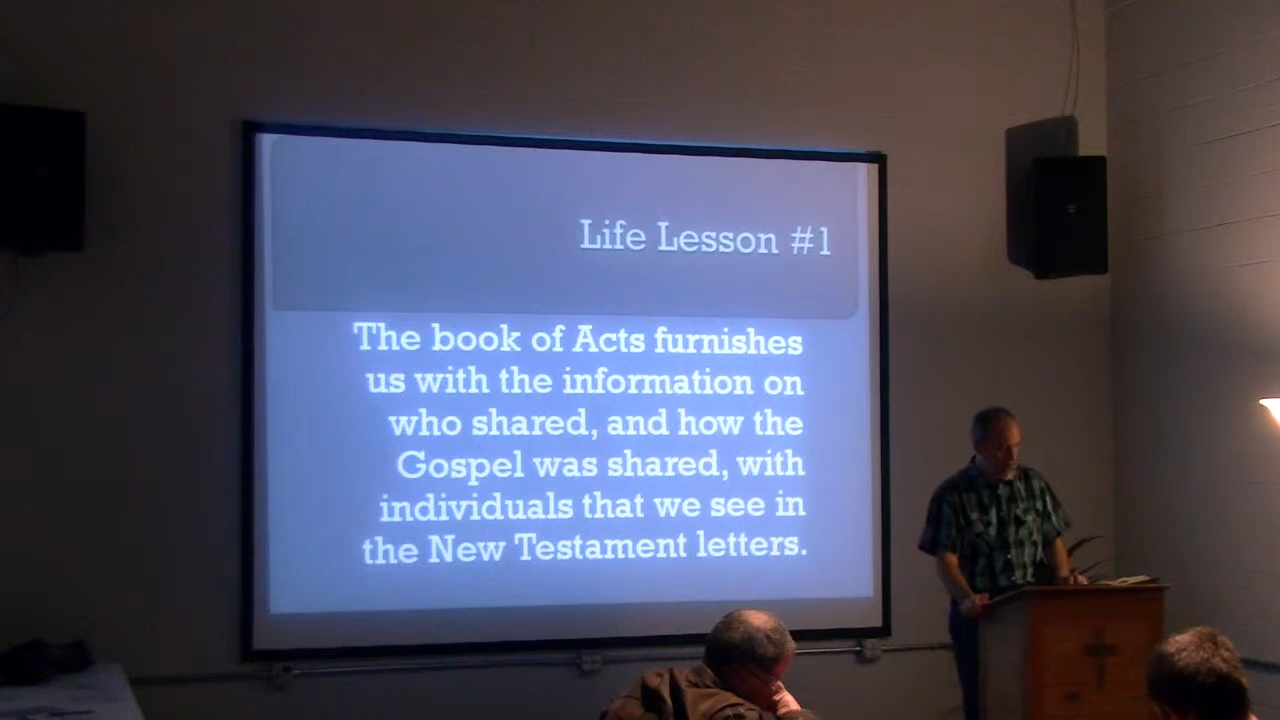 Life Lesson #1
The book of Acts furnishes
us with the information on
who shared, and how the
Gospel was shared, with
individuals that we see in
the New Testament letters.